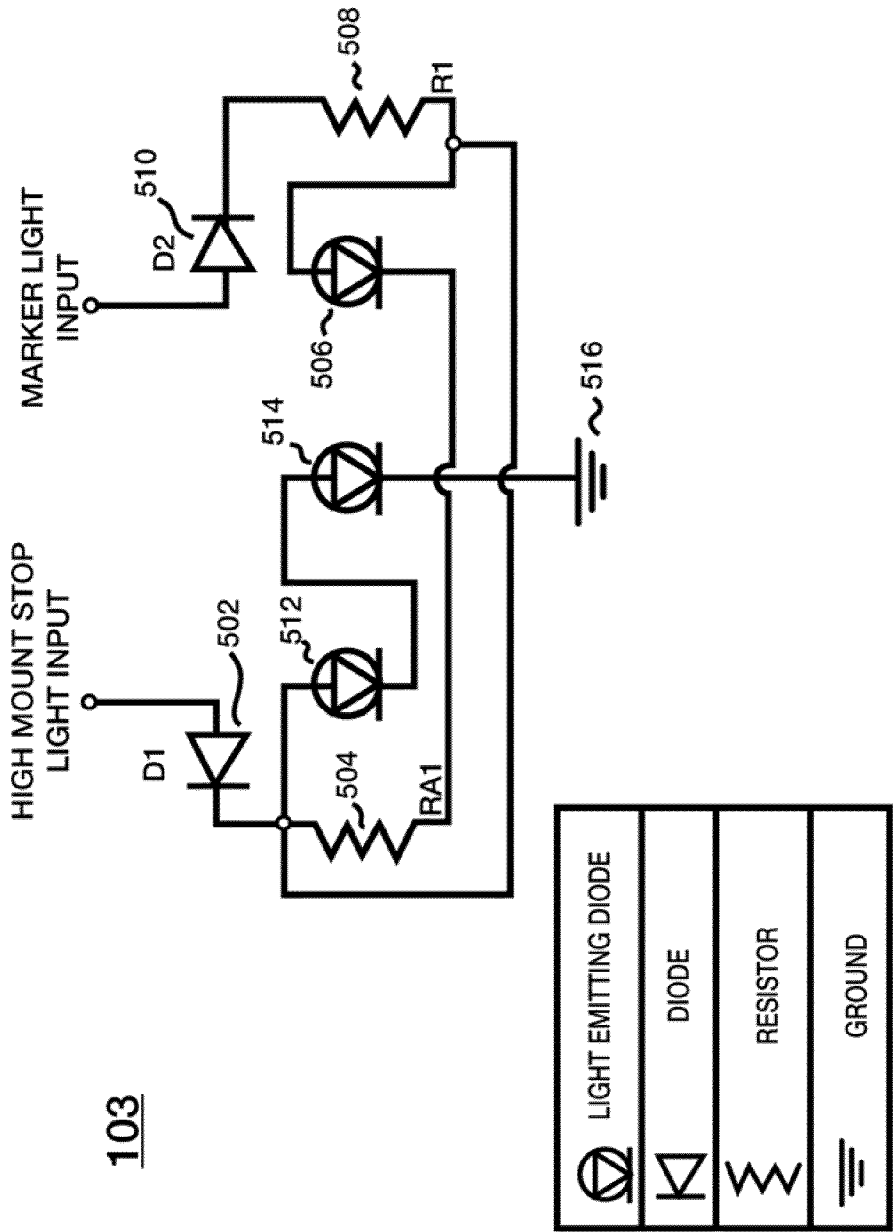 103
HIGH MOUNT STOP
LIGHT INPUT
MARKER LIGHT
INPUT
D1
502
D2
510
504
RA1
512
514
506
508
R1
516
LIGHT EMITTING DIODE
DIODE
RESISTOR
GROUND